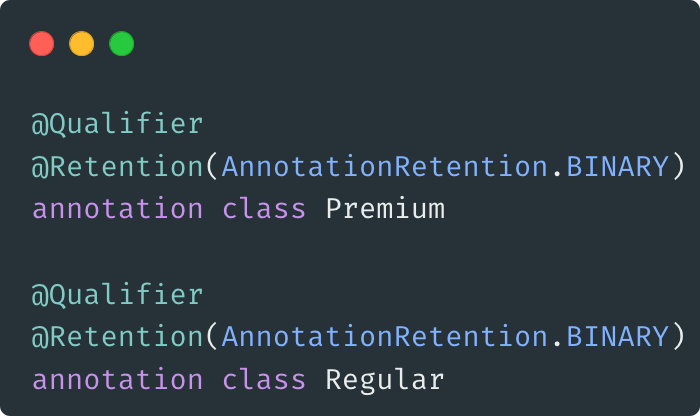 @Qualifier
@Retention(AnnotationRetention.BINARY)
annotation class Premium
@Qualifier
@Retention(AnnotationRetention.BINARY)
annotation class Regular